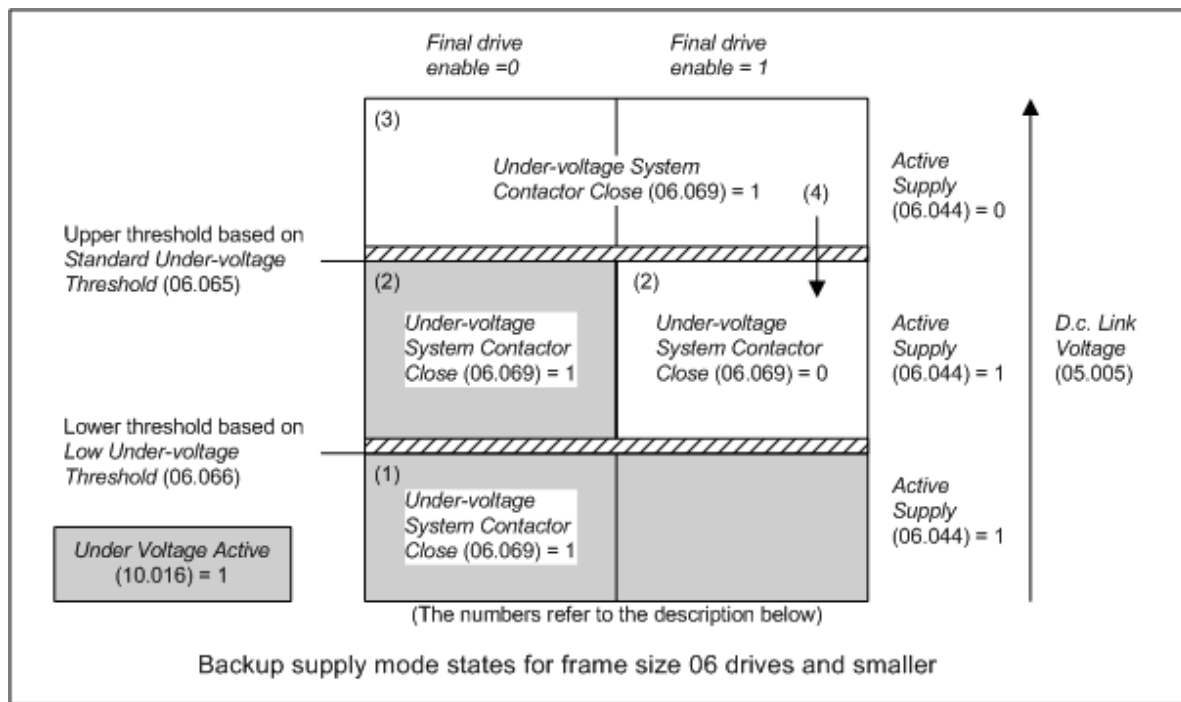 Final drive
enable =0
Final drive
enable = 1
(3)
Under-voltage System
Contactor Close (06.069) = 1
(4)
Active
Supply
(06.044) = 0
Upper threshold based on
Standard Under-voltage
Threshold (06.065)
(2)
Under-voltage
System Contactor
Close (06.069) = 1
(2)
Under-voltage
System Contactor
Close (06.069) = 0
Active
Supply
(06.044) = 1
D.c. Link
Voltage
(05.005)
Lower threshold based on
Low Under-voltage
Threshold (06.066)
(1)
Under-voltage
System Contactor
Close (06.069) = 1
Active
Supply
(06.044) = 1
Under Voltage Active
(10.016) = 1
(The numbers refer to the description below)
Backup supply mode states for frame size 06 drives and smaller